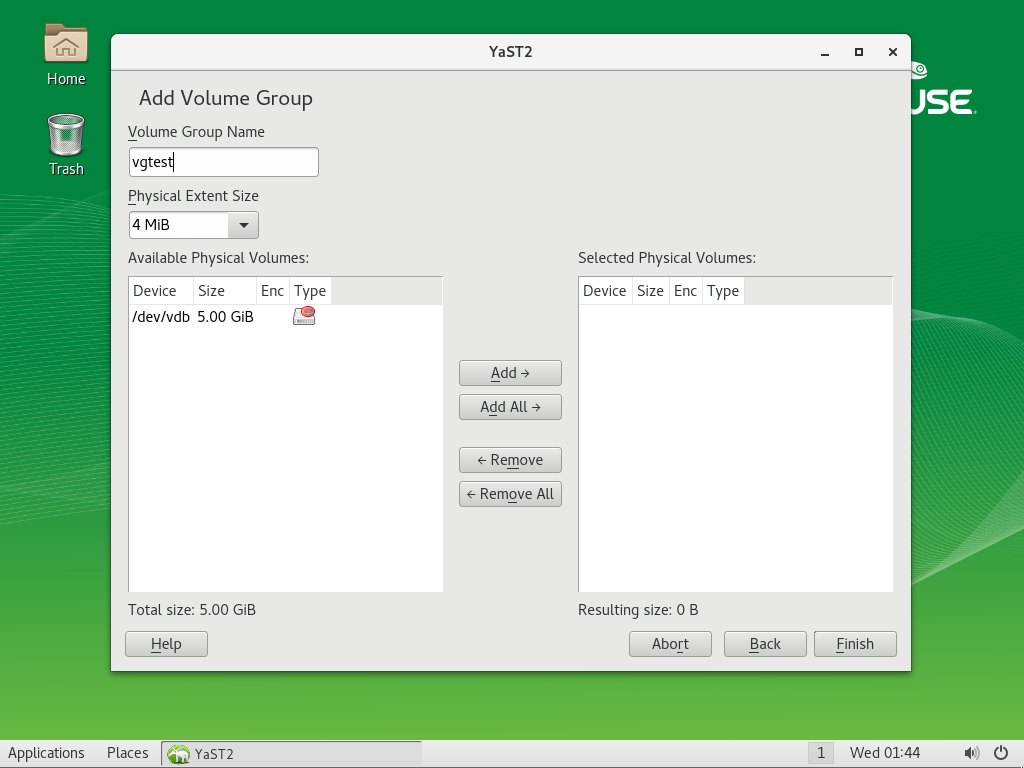 YaST2
Home
USE
Trash
Add Volume Group
Volume Group Name
vgtest
Physical Extent Size
4 MiB
Available Physical Volumes:
Selected Physical Volumes:
Device Size Enc Type
Device Size Enc Type
/dev/vdb 5.00 GiB
Add →
Add All →
← Remove
← Remove All
Total size: 5.00 GiB
Resulting size: 0 B
Help
Abort
Back
Finish
Applications Places YaST2
1 Wed 01:44